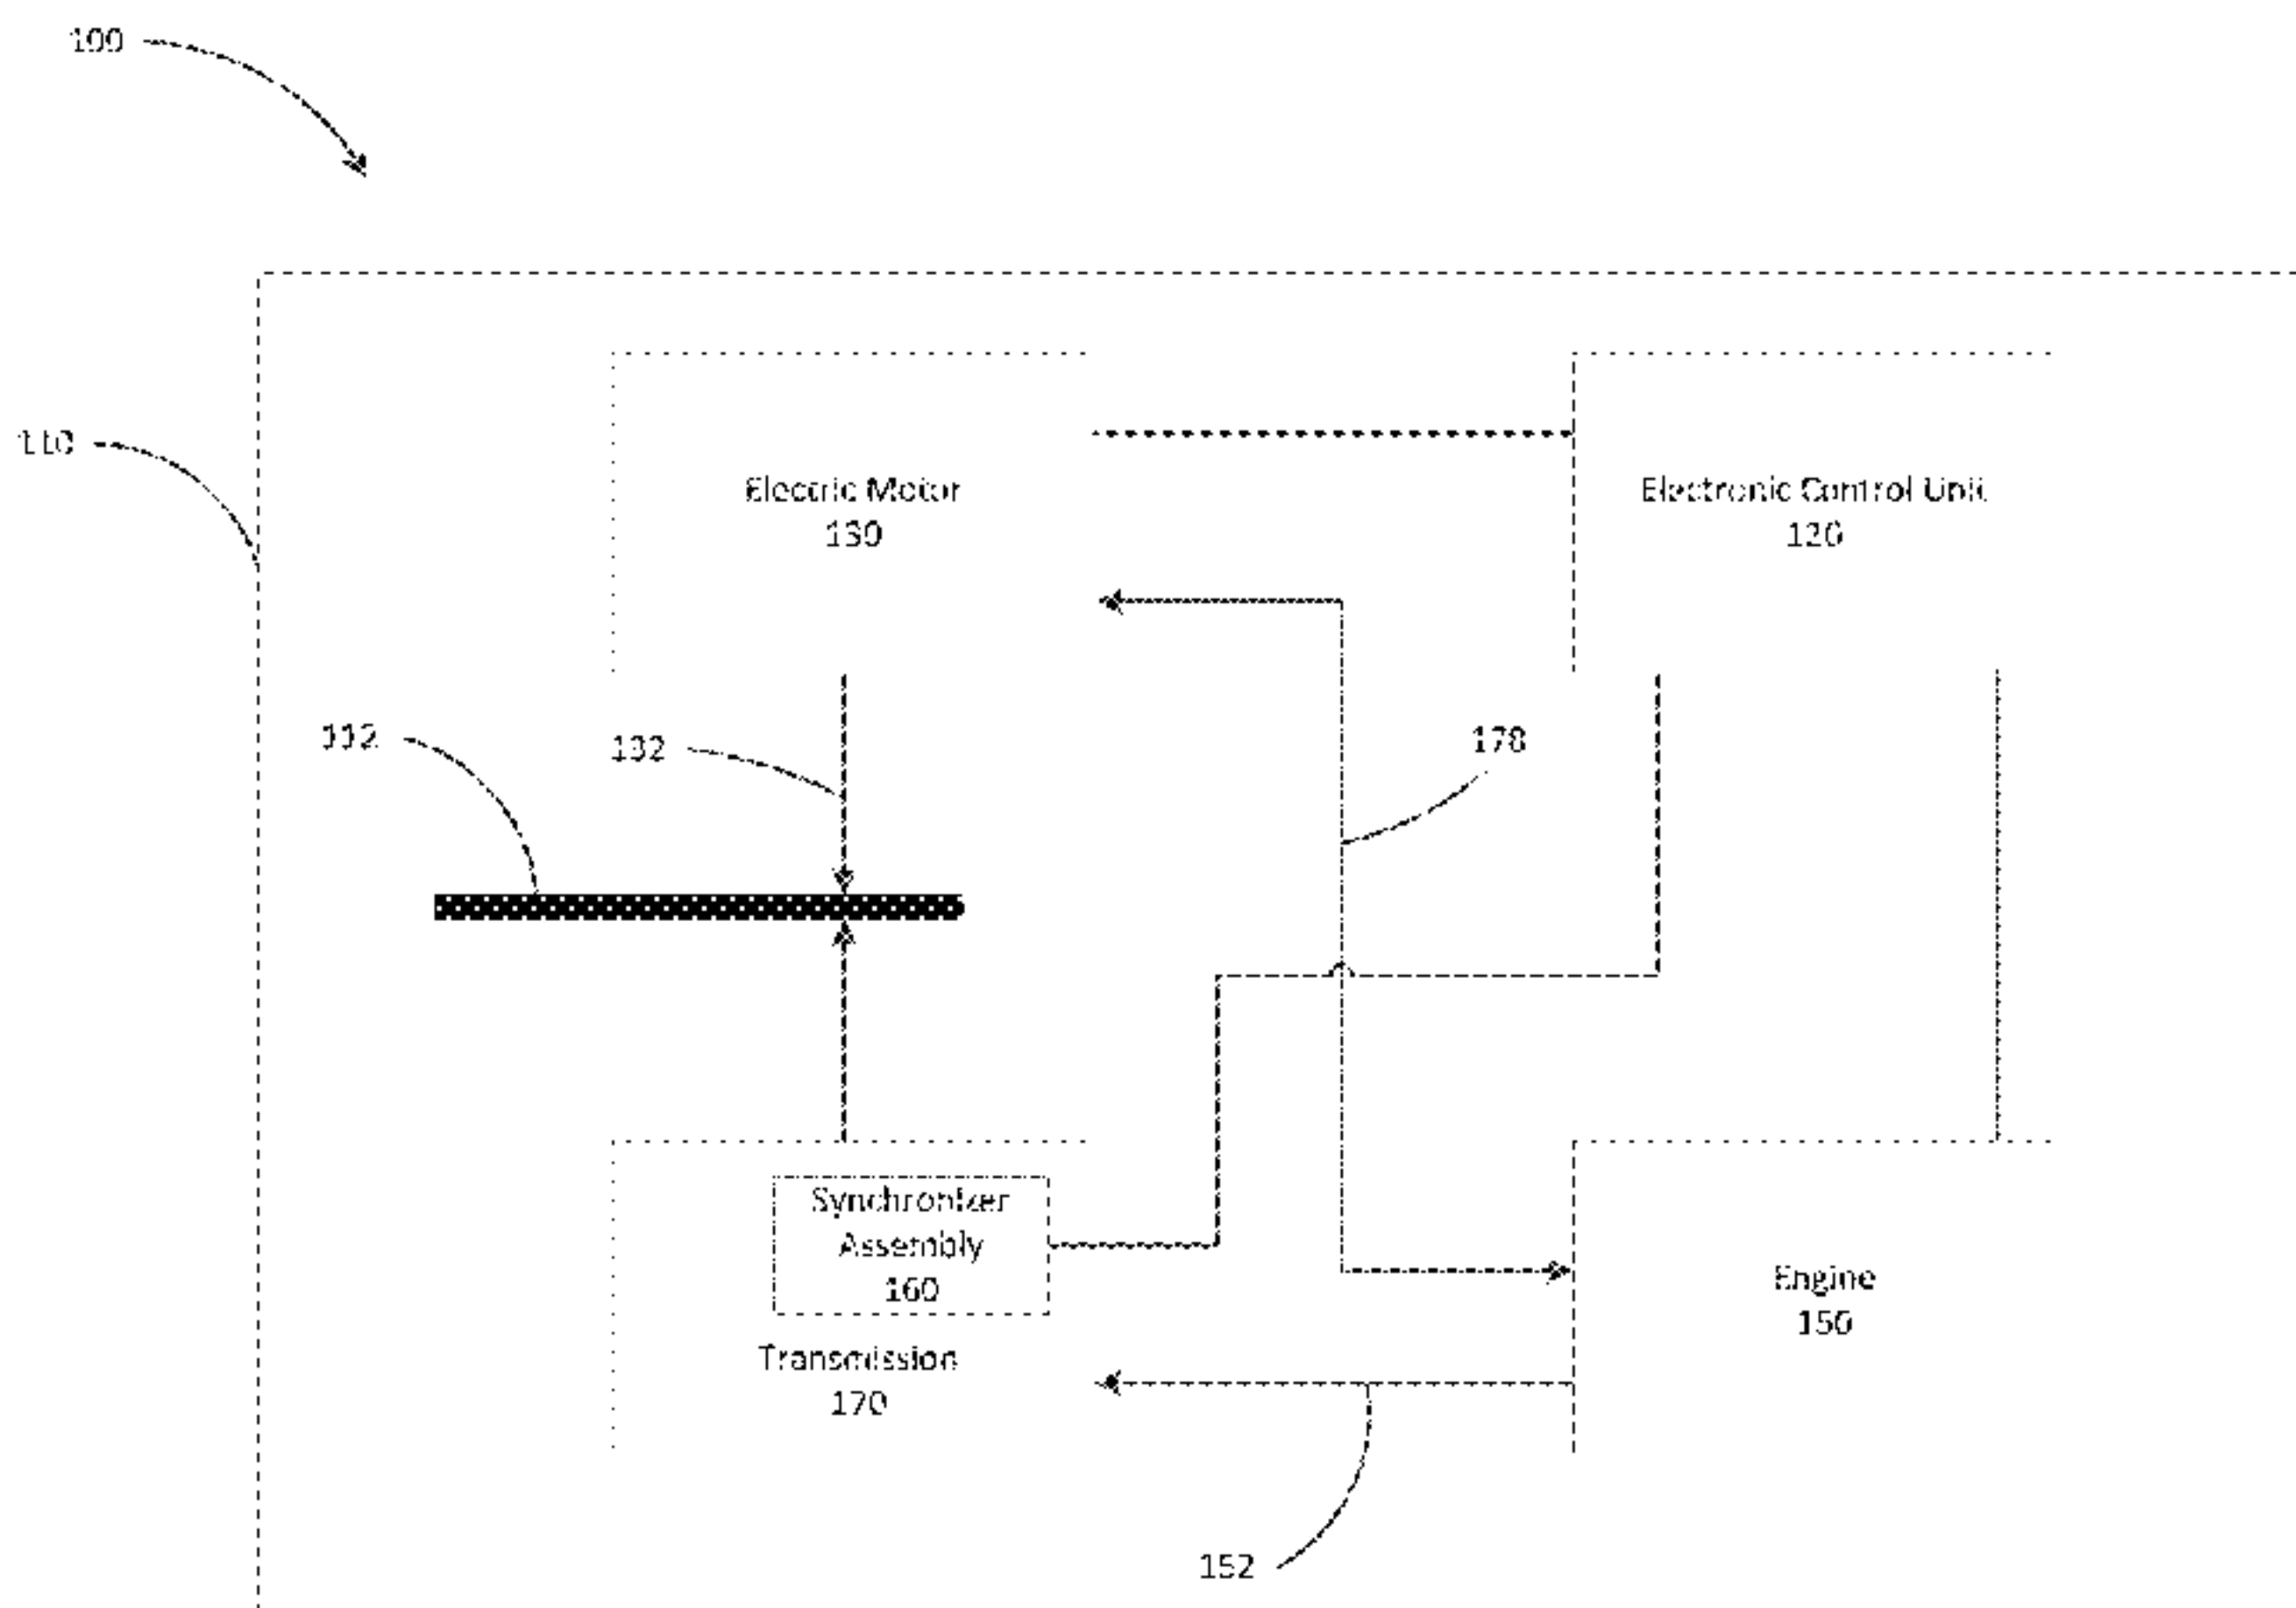 100
110
Electric Motor
130
Electronic Control Unit
120
112
132
178
Synchronizer
Assembly
160
Transmission
170
Engine
150
152